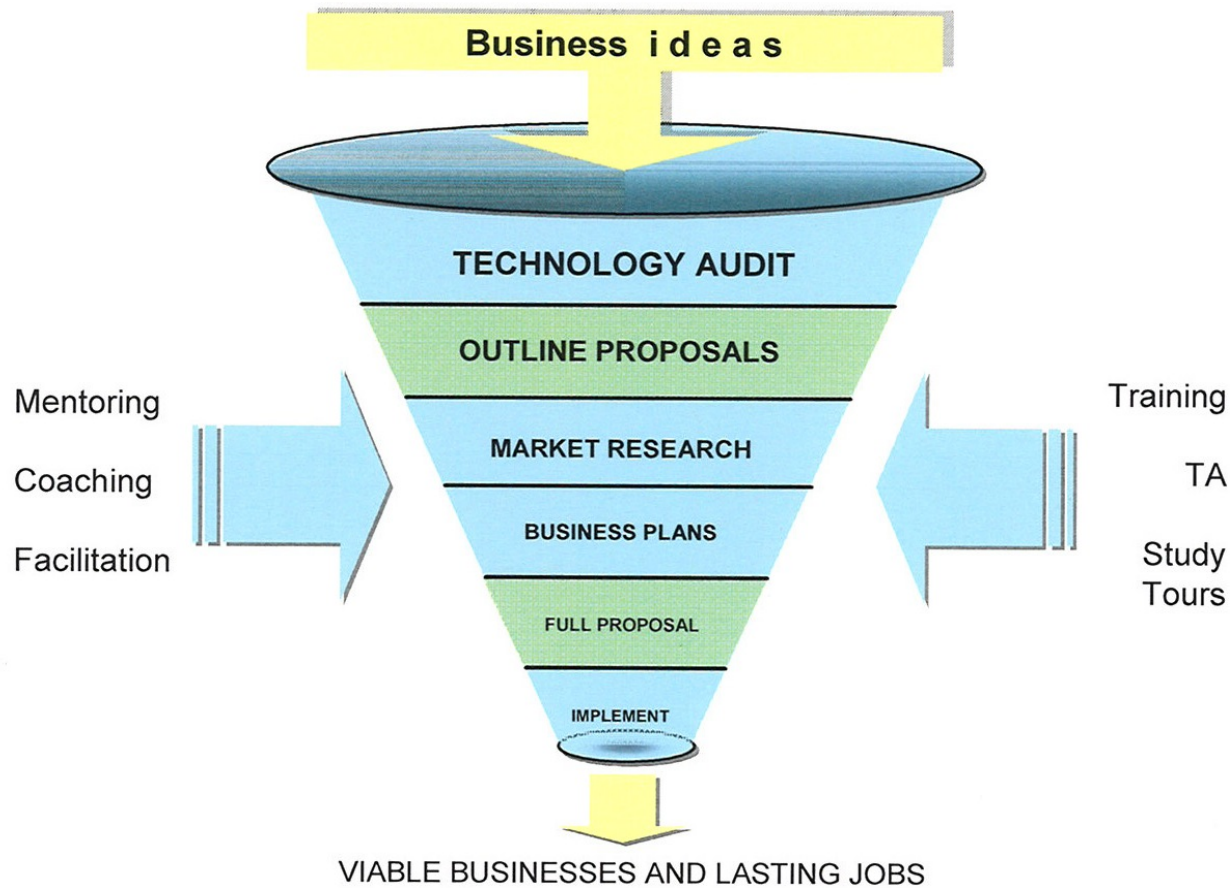 Business ideas
TECHNOLOGY AUDIT
OUTLINE PROPOSALS
MARKET RESEARCH
BUSINESS PLANS
FULL PROPOSAL
IMPLEMENT
Mentoring
Coaching
Facilitation
Training
TA
Study
Tours
VIABLE BUSINESSES AND LASTING JOBS